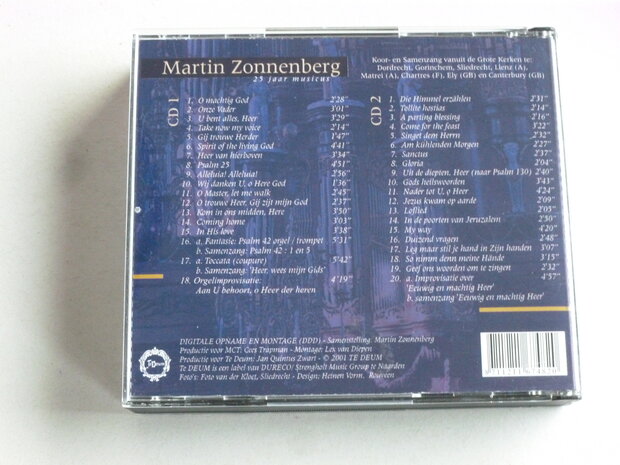 Martin Zonnenberg
25 jaar musicus
Koor- en Samenzang vanuit de Grote Kerken te:
Dordrecht, Gorinchem, Sliedrecht, Lienz (A),
Matrei (A), Chartres (F), Ely (GB) en Canterbury (GB)
CD 1
1. O machtig God 2'28"
2. Onze Vader 3'01"
3. U bent alles, Heer 3'29"
4. Take now my voice 2'14"
5. Gij trouwe Herder 1'47"
6. Spirit of the living God 4'41"
7. Heer van hierboven 3'34"
8. Psalm 25 4'51"
9. Alleluia! Alleluia! 2'56"
10. Wij danken U, o Here God 1'36"
11. O Master, let me walk 2'45"
12. O trouwe Heer, Gij zijt mijn God 2'37"
13. Kom in ons midden, Here 3'50"
14. Coming home 3'03"
15. In His love 3'38"
16. a. Fantasie: Psalm 42 orgel / trompet 5'31"
b. Samenzang: Psalm 42 : 1 en 5
17. a. Toccata (coupure) 5'42"
b. Samenzang: 'Heer, wees mijn Gids'
18. Orgelimprovisatie: 4'19"
Aan U behoort, o Heer der heren
CD 2
1. Die Himmel erzählen 2'31"
2. Tollite hostias 2'14"
3. A parting blessing 2'16"
4. Come for the feast 3'22"
5. Singet dem Herrn 2'32"
6. Am kühlenden Morgen 2'27"
7. Sanctus 2'37"
8. Gloria 2'04"
9. Uit de diepten, Heer (naar Psalm 130) 2'40"
10. Gods heilswoorden 3'41"
11. Nader tot U, o Heer 4'24"
12. Jezus kwam op aarde 2'09"
13. Loflied 2'05"
14. In de poorten van Jeruzalem 2'50"
15. My way 4'20"
16. Duizend vragen 2'48"
17. Leg maar stil je hand in Zijn handen 3'07"
18. So nimm denn meine Hände 3'15"
19. Geef ons woorden om te zingen 2'32"
20. a. Improvisatie over 4'57"
'Eeuwig en machtig Heer'
b. samenzang 'Eeuwig en machtig Heer'
DIGITALE OPNAME EN MONTAGE (DDD) - Samenstelling: Martin Zonnenberg
Productie voor MCT: Cees Trapman - Montage: Lex van Diepen
Productie voor Te Deum: Jan Quintus Zwart - © 2001 TE DEUM
Te DEUM is een label van DURECO/ Strengholt Music Group te Naarden
Foto's: Foto van der Kloet, Sliedrecht - Design: Heinen Vorm. Rouveen
Te Deum